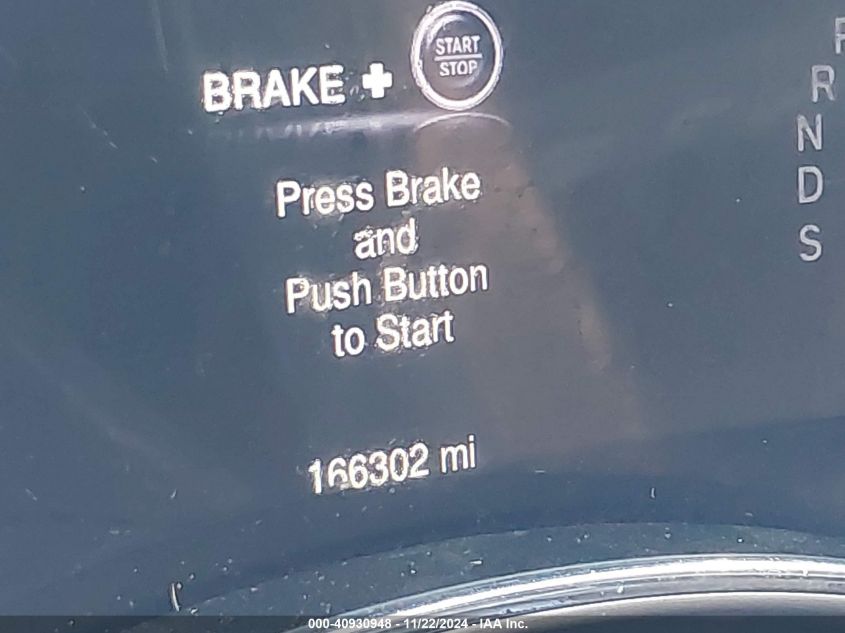 START
STOP
BRAKE +
Press Brake
and
Push Button
to Start
R
N
D
S
166302 mi
000-40930948 - 11/22/2024 - IAA Inc.